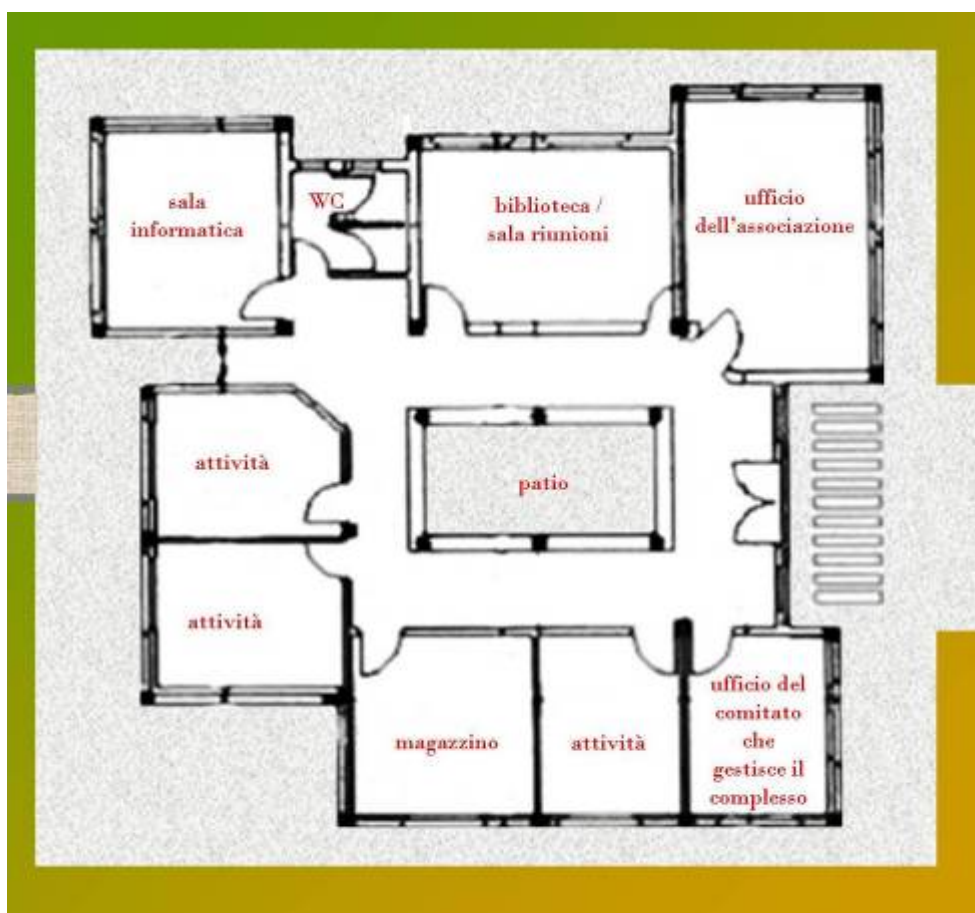 sala
informatica
WC
biblioteca /
sala riunioni
ufficio
dell'associazione
attività
patio
attività
magazzino
attività
ufficio del
comitato
che
gestisce il
complesso